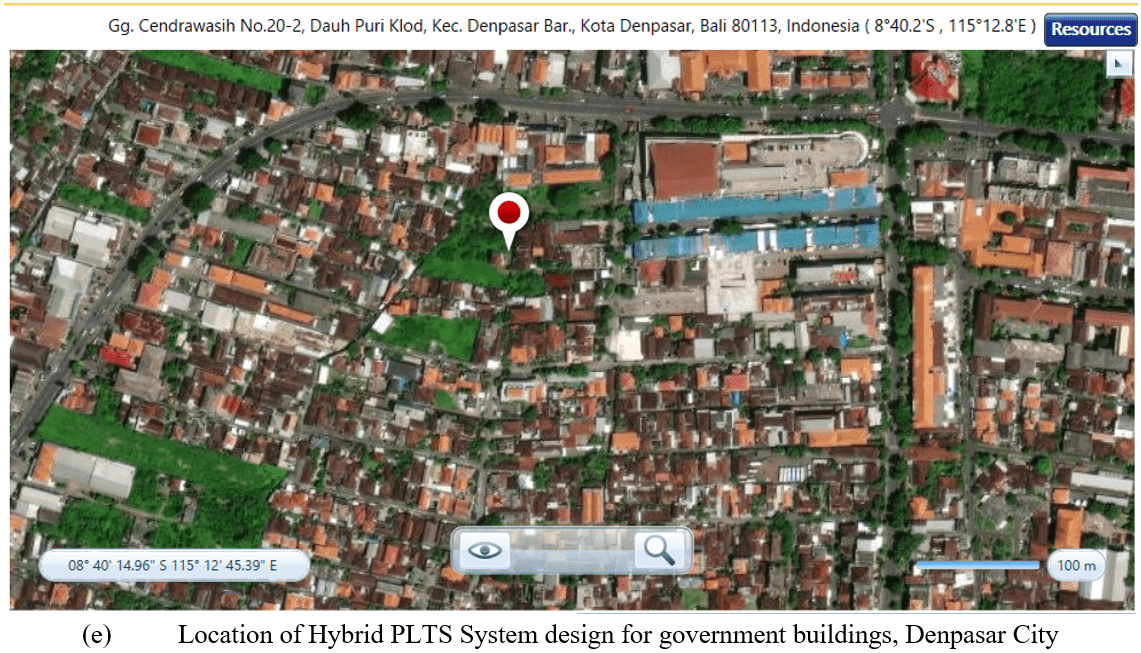 Gg. Cendrawasih No.20-2, Dauh Puri Klod, Kec. Denpasar Bar., Kota Denpasar, Bali 80113, Indonesia ( 8°40.2'S , 115°12.8'E )
Resources
08° 40' 14.96" S 115° 12' 45.39" E
100 m
(e) Location of Hybrid PLTS System design for government buildings, Denpasar City